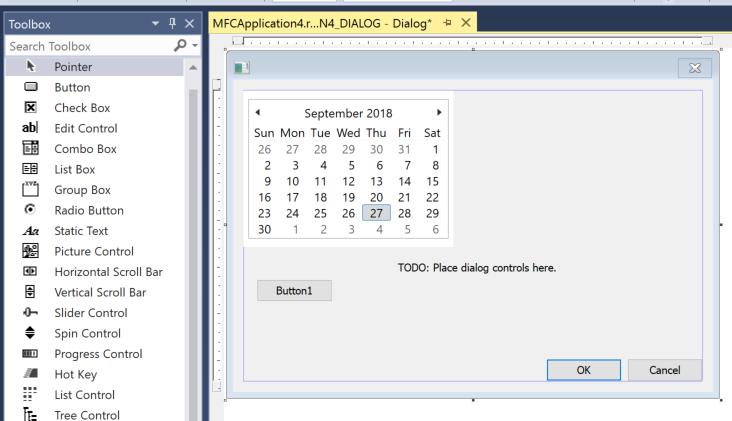 Toolbox
Search Toolbox
Pointer
Button
Check Box
ab| Edit Control
Combo Box
List Box
XYZ Group Box
Radio Button
Aa Static Text
Picture Control
Horizontal Scroll Bar
Vertical Scroll Bar
Slider Control
Spin Control
Progress Control
Hot Key
List Control
Tree Control
MFCApplication4.r...N4_DIALOG - Dialog*
September 2018
Sun Mon Tue Wed Thu Fri Sat
26 27 28 29 30 31 1
2 3 4 5 6 7 8
9 10 11 12 13 14 15
16 17 18 19 20 21 22
23 24 25 26 27 28 29
30 1 2 3 4 5 6
TODO: Place dialog controls here.
Button1
OK Cancel